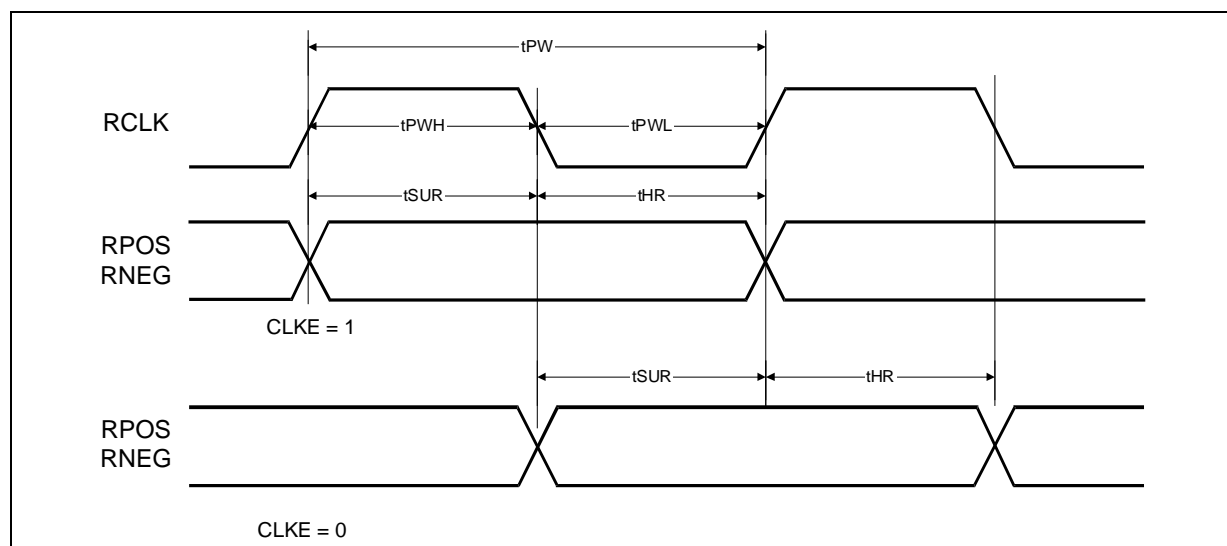 tPW
RCLK
tPWH
tPWL
tSUR
tHR
RPOS
RNEG
CLKE = 1
tSUR
tHR
RPOS
RNEG
CLKE = 0